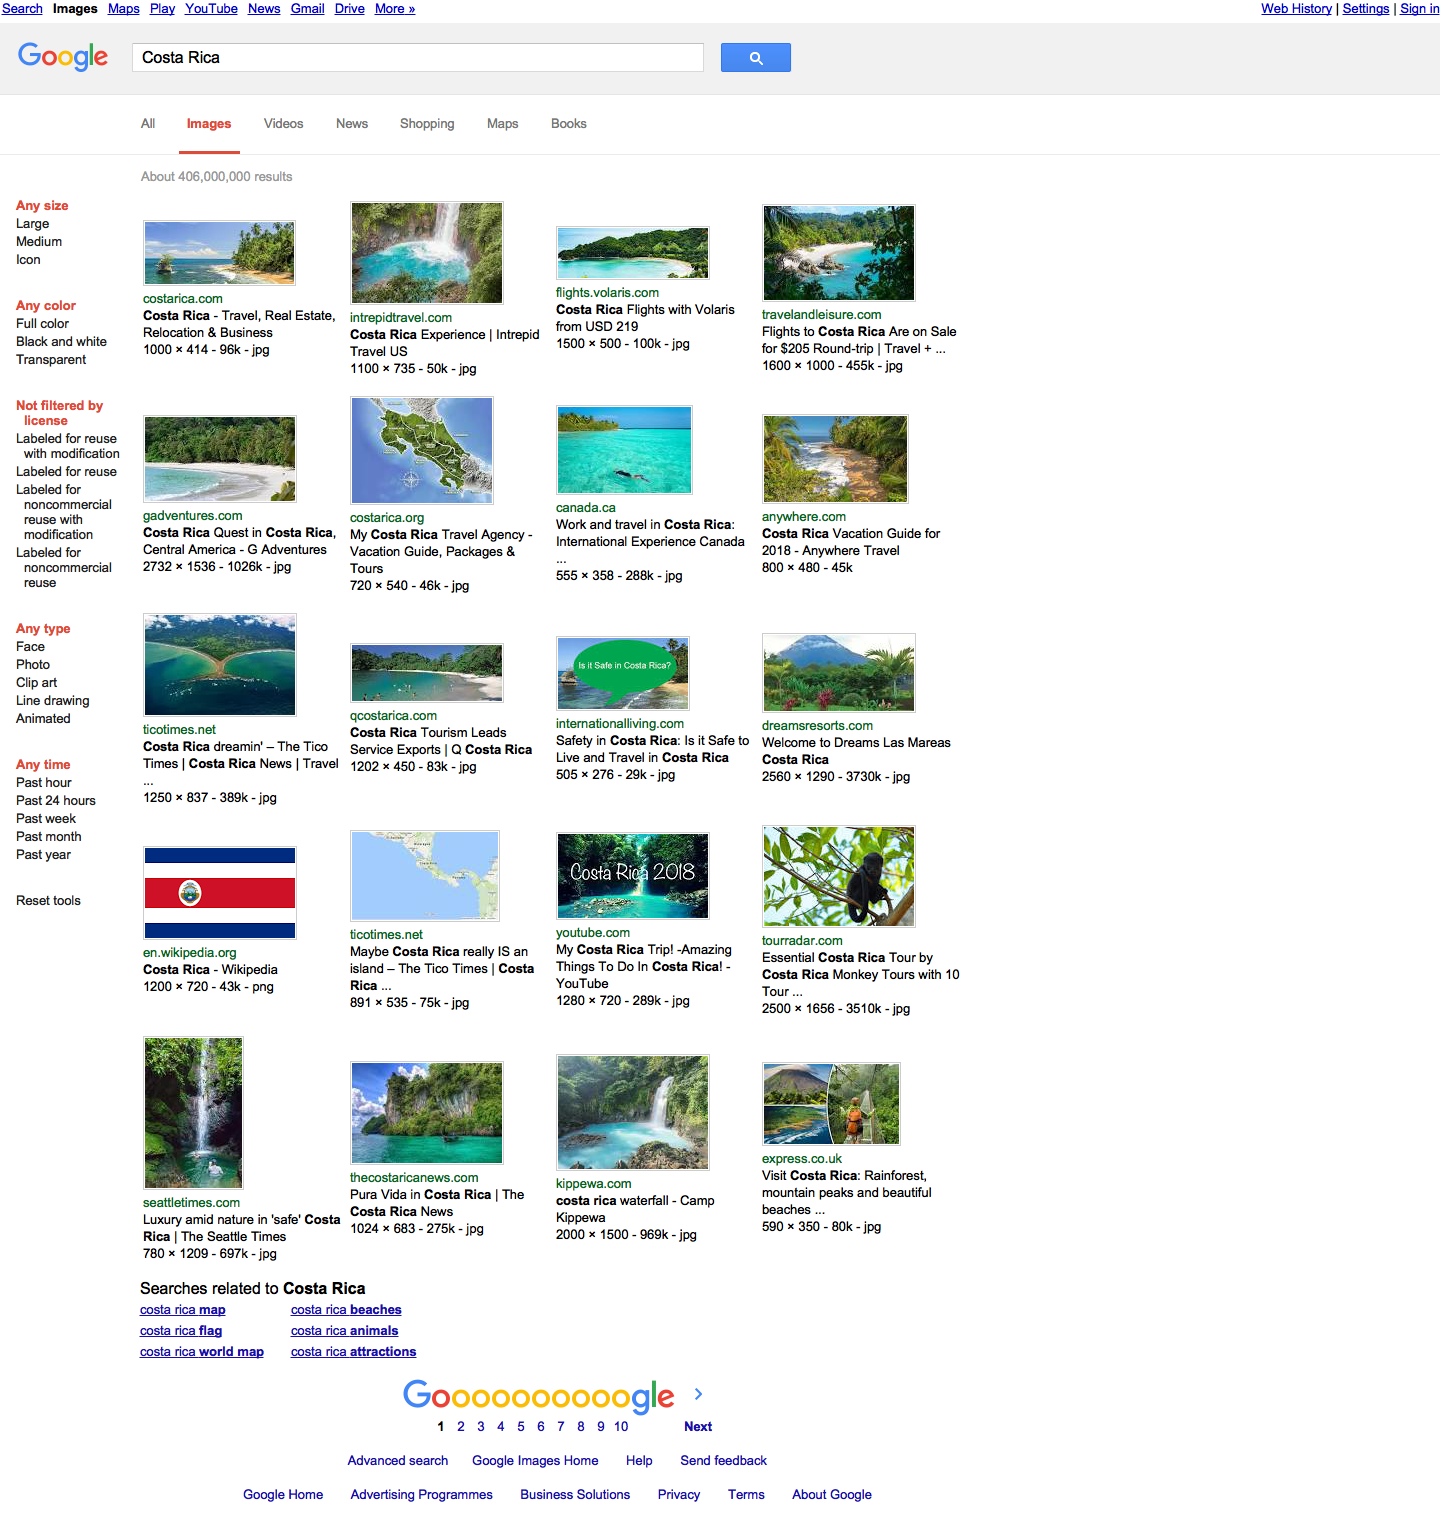 Search Images Maps Play YouTube News Gmail Drive More »
Web History | Settings | Sign in
Google
Costa Rica
All Images Videos News Shopping Maps Books
About 406,000,000 results
Any size
Large
Medium
Icon
Any color
Full color
Black and white
Transparent
Not filtered by
license
Labeled for reuse
with modification
Labeled for reuse
Labeled for
noncommercial
reuse with
modification
Labeled for
noncommercial
reuse
Any type
Face
Photo
Clip art
Line drawing
Animated
Any time
Past hour
Past 24 hours
Past week
Past month
Past year
Reset tools
costarica.com
Costa Rica - Travel, Real Estate,
Relocation & Business
1000 × 414 - 96k - jpg
intrepidtravel.com
Costa Rica Experience | Intrepid
Travel US
1100 × 735 - 50k - jpg
flights.volaris.com
Costa Rica Flights with Volaris
from USD 219
1500 × 500 - 100k - jpg
travelandleisure.com
Flights to Costa Rica Are on Sale
for $205 Round-trip | Travel + ...
1600 × 1000 - 455k - jpg
gadventures.com
Costa Rica Quest in Costa Rica,
Central America - G Adventures
2732 × 1536 - 1026k - jpg
costarica.org
My Costa Rica Travel Agency -
Vacation Guide, Packages &
Tours
720 × 540 - 46k - jpg
canada.ca
Work and travel in Costa Rica:
International Experience Canada
...
555 × 358 - 288k - jpg
anywhere.com
Costa Rica Vacation Guide for
2018 - Anywhere Travel
800 × 480 - 45k
ticotimes.net
Costa Rica dreamin' – The Tico
Times | Costa Rica News | Travel
...
1250 × 837 - 389k - jpg
qcostarica.com
Costa Rica Tourism Leads
Service Exports | Q Costa Rica
1202 × 450 - 83k - jpg
Is it Safe in Costa Rica?
internationalliving.com
Safety in Costa Rica: Is it Safe to
Live and Travel in Costa Rica
505 × 276 - 29k - jpg
dreamsresorts.com
Welcome to Dreams Las Mareas
Costa Rica
2560 × 1290 - 3730k - jpg
en.wikipedia.org
Costa Rica - Wikipedia
1200 × 720 - 43k - png
ticotimes.net
Maybe Costa Rica really IS an
island – The Tico Times | Costa
Rica ...
891 × 535 - 75k - jpg
Costa Rica 2018
youtube.com
My Costa Rica Trip! -Amazing
Things To Do In Costa Rica! -
YouTube
1280 × 720 - 289k - jpg
tourradar.com
Essential Costa Rica Tour by
Costa Rica Monkey Tours with 10
Tour ...
2500 × 1656 - 3510k - jpg
seattletimes.com
Luxury amid nature in 'safe' Costa
Rica | The Seattle Times
780 × 1209 - 697k - jpg
thecostaricanews.com
Pura Vida in Costa Rica | The
Costa Rica News
1024 × 683 - 275k - jpg
kippewa.com
costa rica waterfall - Camp
Kippewa
2000 × 1500 - 969k - jpg
express.co.uk
Visit Costa Rica: Rainforest,
mountain peaks and beautiful
beaches ...
590 × 350 - 80k - jpg
Searches related to Costa Rica
costa rica map costa rica beaches
costa rica flag costa rica animals
costa rica world map costa rica attractions
Goooooooooogle
1 2 3 4 5 6 7 8 9 10 Next
Advanced search Google Images Home Help Send feedback
Google Home Advertising Programmes Business Solutions Privacy Terms About Google